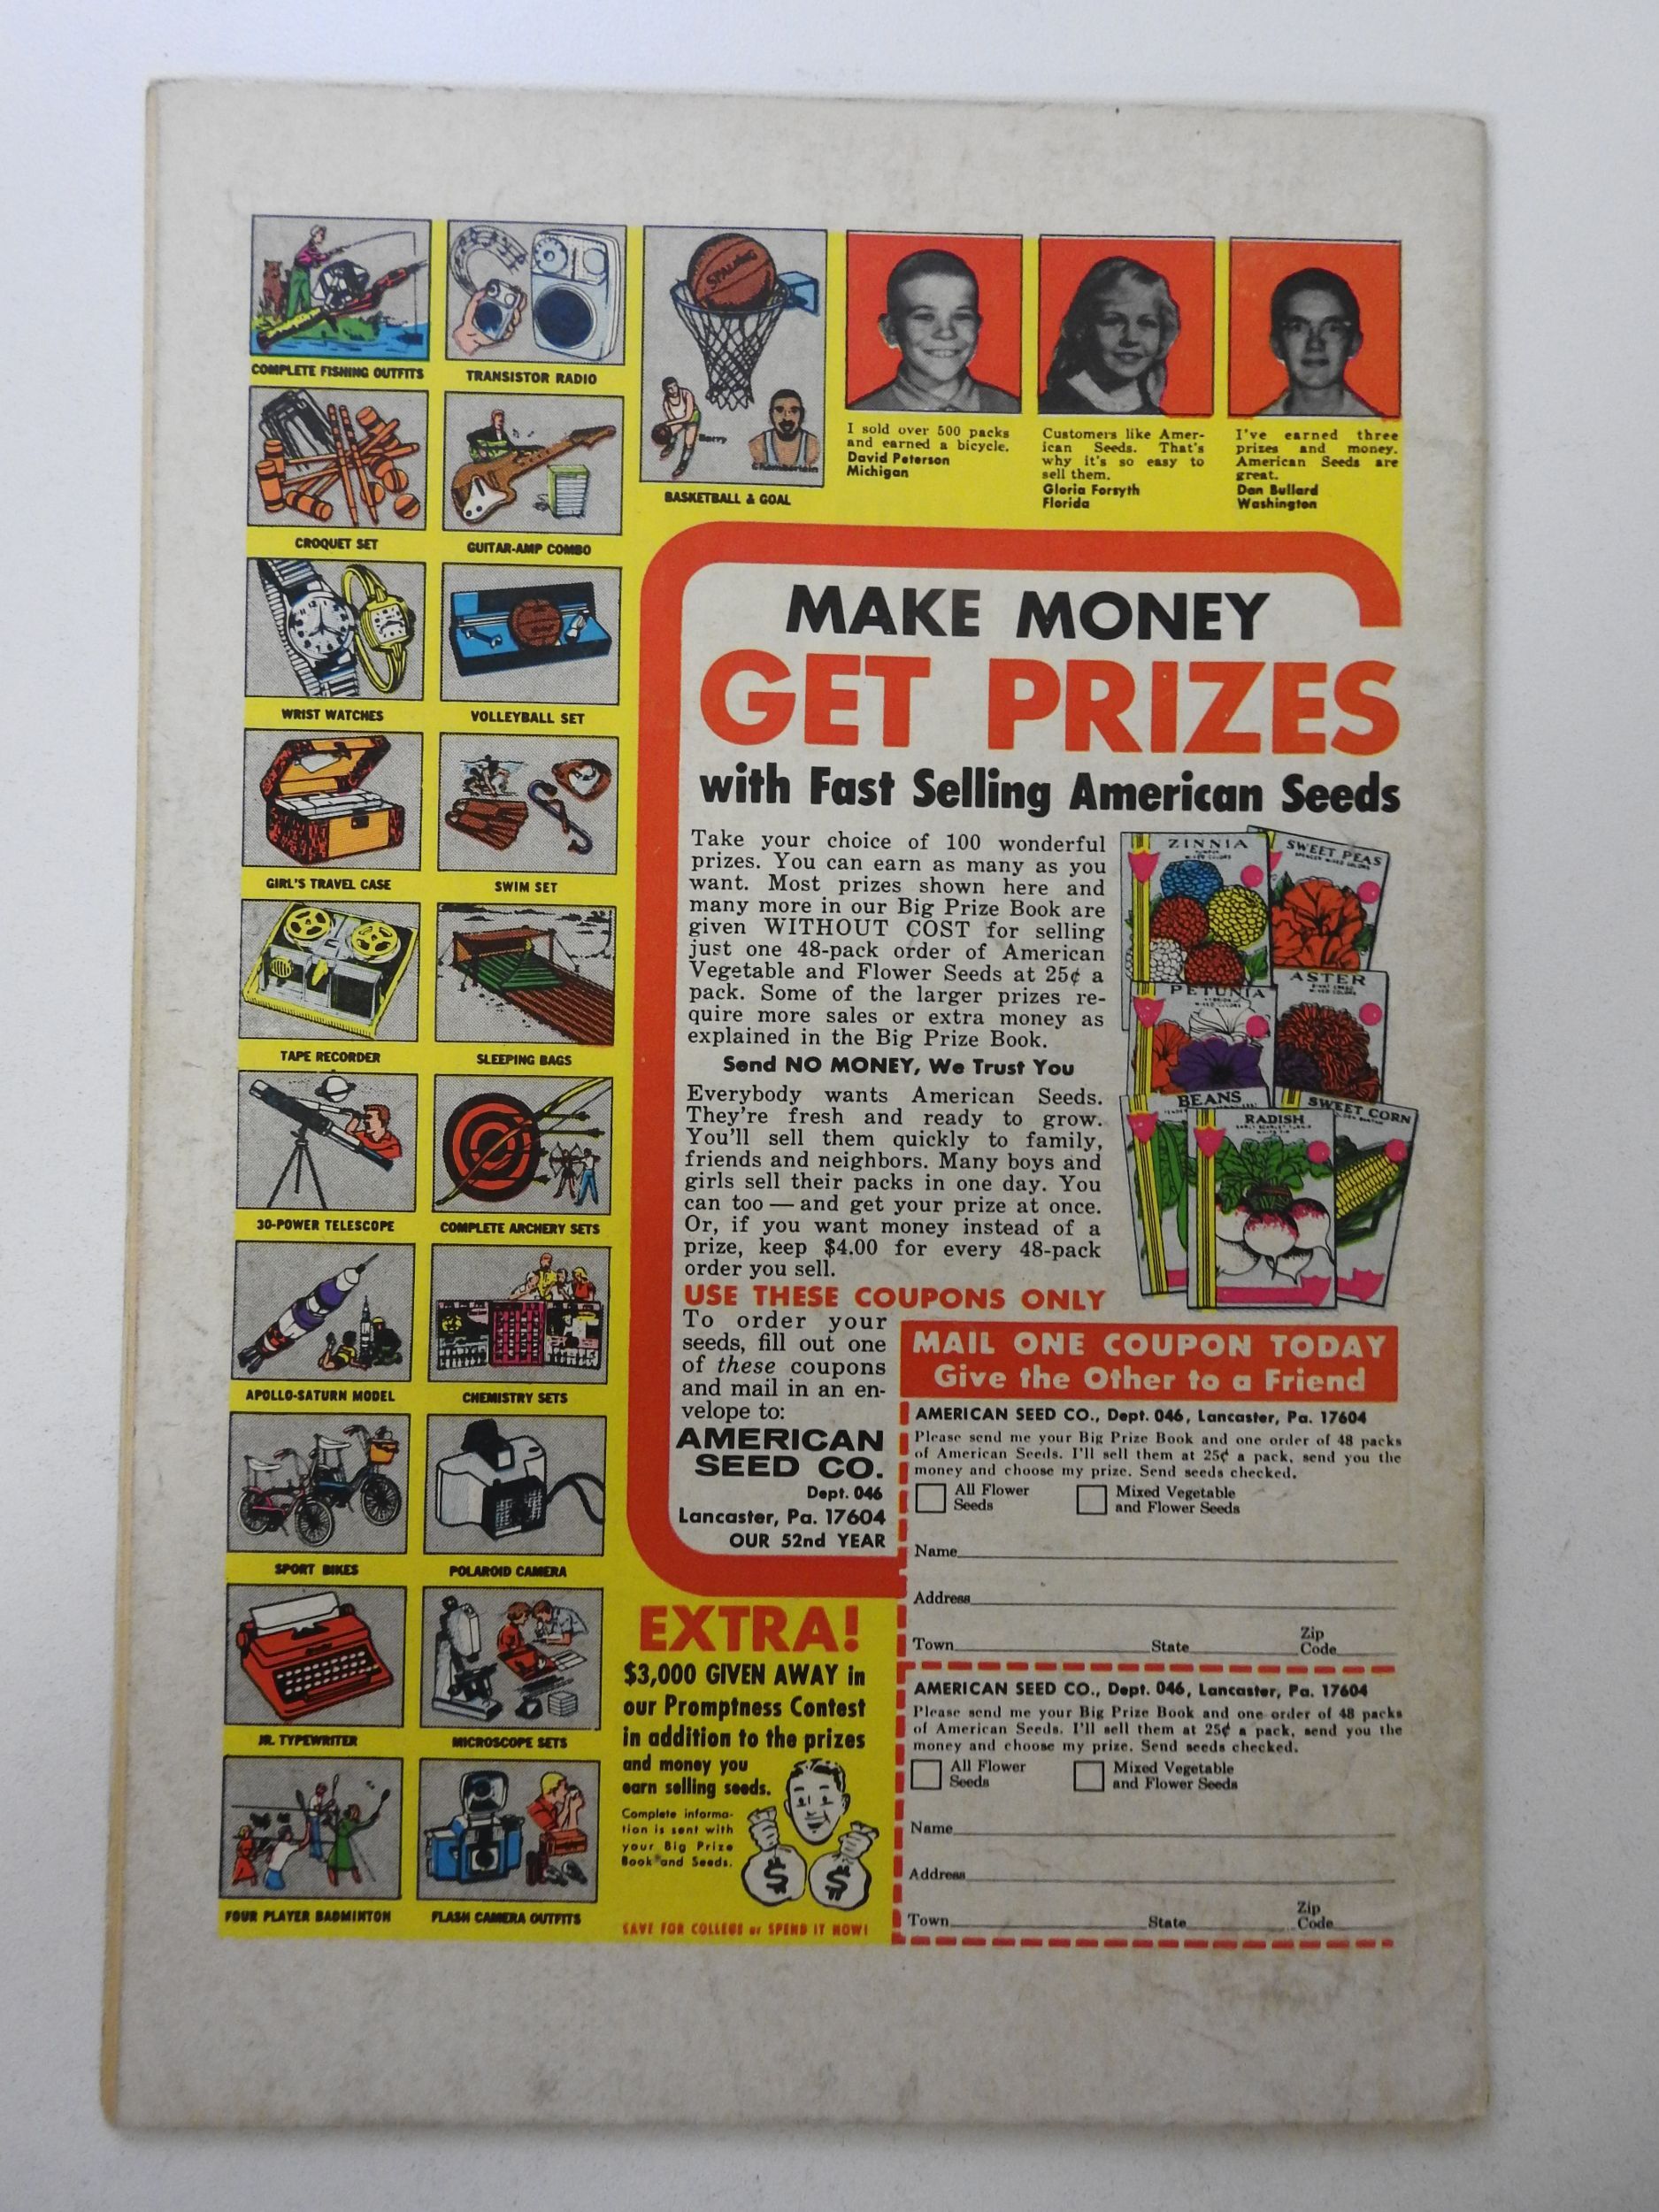 COMPLETE FISHING OUTFITS
TRANSISTOR RADIO
SPALDING
Barry
Chamberlain
BASKETBALL & GOAL
I sold over 500 packs
and earned a bicycle.
David Peterson
Michigan
Customers like Amer-
ican Seeds. That's
why it's so easy to
sell them.
Gloria Forsyth
Florida
I've earned three
prizes and money.
American Seeds are
great.
Dan Bullard
Washington
CROQUET SET
GUITAR-AMP COMBO
WRIST WATCHES
VOLLEYBALL SET
GIRL'S TRAVEL CASE
SWIM SET
TAPE RECORDER
SLEEPING BAGS
30-POWER TELESCOPE
COMPLETE ARCHERY SETS
APOLLO-SATURN MODEL
CHEMISTRY SETS
SPORT BIKES
POLAROID CAMERA
JR. TYPEWRITER
MICROSCOPE SETS
FOUR PLAYER BADMINTON
FLASH CAMERA OUTFITS
MAKE MONEY
GET PRIZES
with Fast Selling American Seeds
Take your choice of 100 wonderful
prizes. You can earn as many as you
want. Most prizes shown here and
many more in our Big Prize Book are
given WITHOUT COST for selling
just one 48-pack order of American
Vegetable and Flower Seeds at 25¢ a
pack. Some of the larger prizes re-
quire more sales or extra money as
explained in the Big Prize Book.
Send NO MONEY, We Trust You
Everybody wants American Seeds.
They're fresh and ready to grow.
You'll sell them quickly to family,
friends and neighbors. Many boys and
girls sell their packs in one day. You
can too — and get your prize at once.
Or, if you want money instead of a
prize, keep $4.00 for every 48-pack
order you sell.
ZINNIA
MIXED COLORS
SWEET PEAS
SPENCER MIXED COLORS
PETUNIA
MIXED COLORS
ASTER
MIXED COLORS
BEANS
RADISH
SWEET CORN
USE THESE COUPONS ONLY
To order your
seeds, fill out one
of these coupons
and mail in an en-
velope to:
AMERICAN
SEED CO.
Dept. 046
Lancaster, Pa. 17604
OUR 52nd YEAR
MAIL ONE COUPON TODAY
Give the Other to a Friend
AMERICAN SEED CO., Dept. 046, Lancaster, Pa. 17604
Please send me your Big Prize Book and one order of 48 packs
of American Seeds. I'll sell them at 25¢ a pack, send you the
money and choose my prize. Send seeds checked.
All Flower
Seeds
Mixed Vegetable
and Flower Seeds
Name
Address
Town State Zip
Code
AMERICAN SEED CO., Dept. 046, Lancaster, Pa. 17604
Please send me your Big Prize Book and one order of 48 packs
of American Seeds. I'll sell them at 25¢ a pack, send you the
money and choose my prize. Send seeds checked.
All Flower
Seeds
Mixed Vegetable
and Flower Seeds
Name
Address
Town State Zip
Code
EXTRA!
$3,000 GIVEN AWAY in
our Promptness Contest
in addition to the prizes
and money you
earn selling seeds.
Complete informa-
tion is sent with
your Big Prize
Book and Seeds.
$ $
SAVE FOR COLLEGE or SPEND IT NOW!